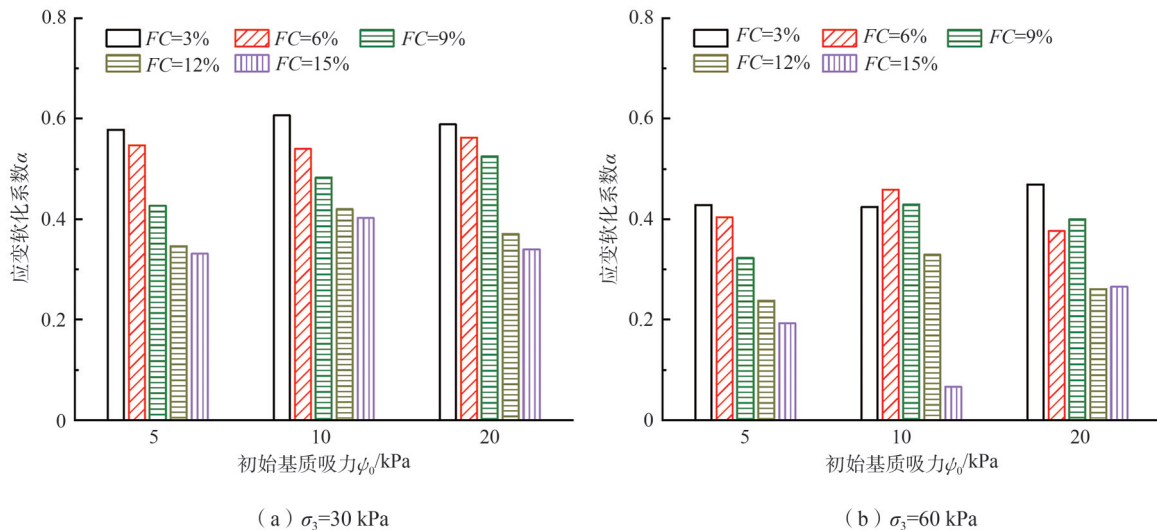 0.8
0.6
0.4
0.2
0
应变软化系数α
FC=3% FC=6% FC=9%
FC=12% FC=15%
5 10 20
初始基质吸力ψ₀/kPa
（a）σ₃=30 kPa
0.8
0.6
0.4
0.2
0
应变软化系数α
FC=3% FC=6% FC=9%
FC=12% FC=15%
5 10 20
初始基质吸力ψ₀/kPa
（b）σ₃=60 kPa